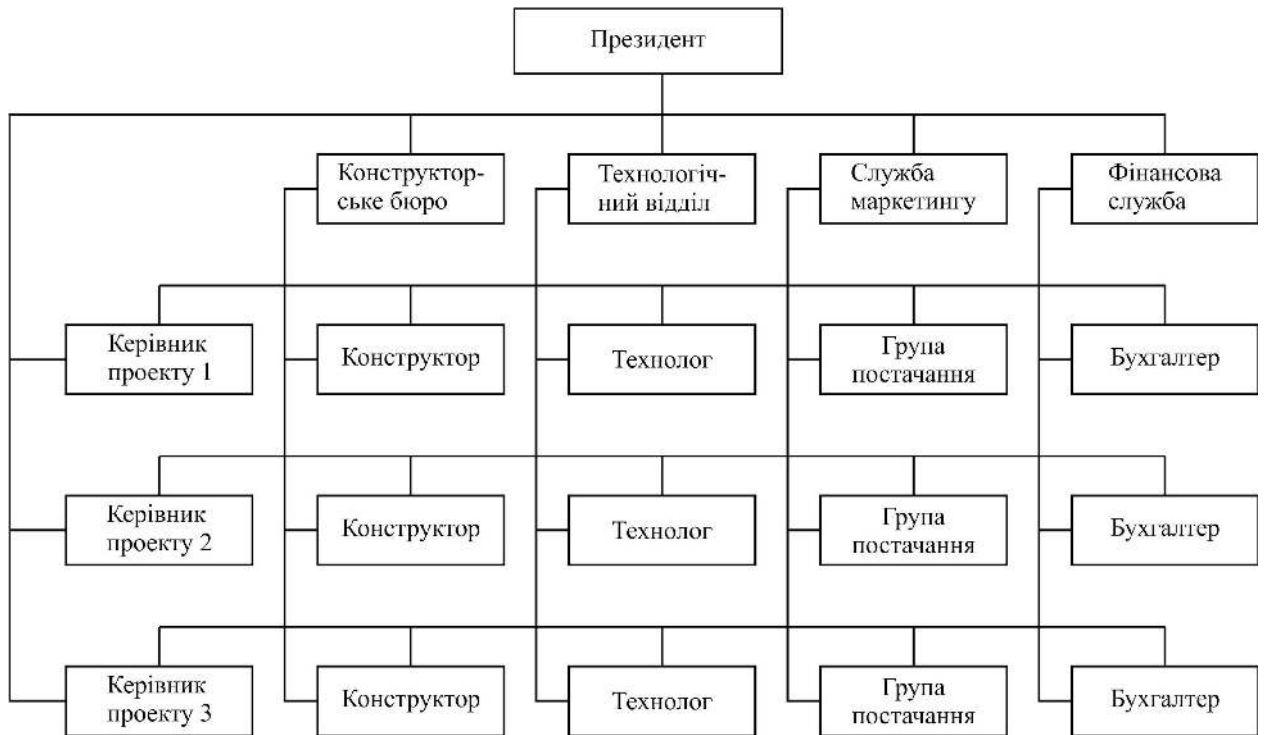 Президент
Конструктор-
ське бюро
Технологіч-
ний відділ
Служба
маркетингу
Фінансова
служба
Керівник
проекту 1
Конструктор
Технолог
Група
постачання
Бухгалтер
Керівник
проекту 2
Конструктор
Технолог
Група
постачання
Бухгалтер
Керівник
проекту 3
Конструктор
Технолог
Група
постачання
Бухгалтер